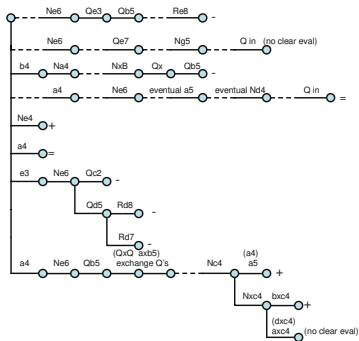 Ne6 Qe3 Qb5 Re8 -
Ne6 Qe7 Ng5 Q in (no clear eval)
b4 Na4 NxB Qx Qb5 -
a4 Ne6 eventual a5 eventual Nd4 Q in =
Ne4 +
a4 =
e3 Ne6 Qc2 -
Qd5 Rd8 -
Rd7 -
(QxQ axb5) (a4)
a4 Ne6 Qb5 exchange Q's Nc4 a5 +
Nxc4 bxc4 +
(dxc4)
axc4 (no clear eval)